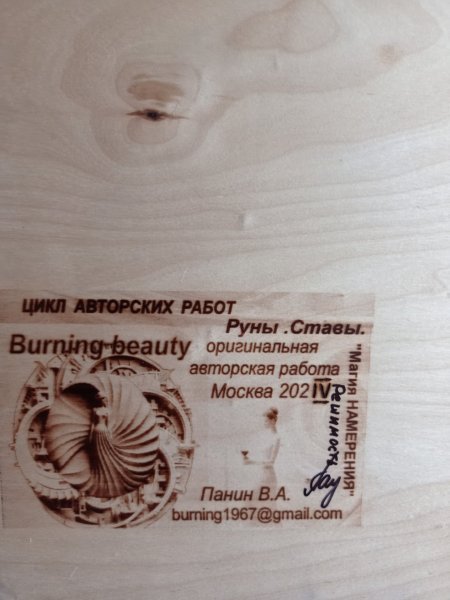 ЦИКЛ АВТОРСКИХ РАБОТ
Руны .Ставы.
Burning beauty
оригинальная
авторская работа
Москва 202IV
"Магия НАМЕРЕНИЯ"
Решимость
Панин В.А.
burning1967@gmail.com